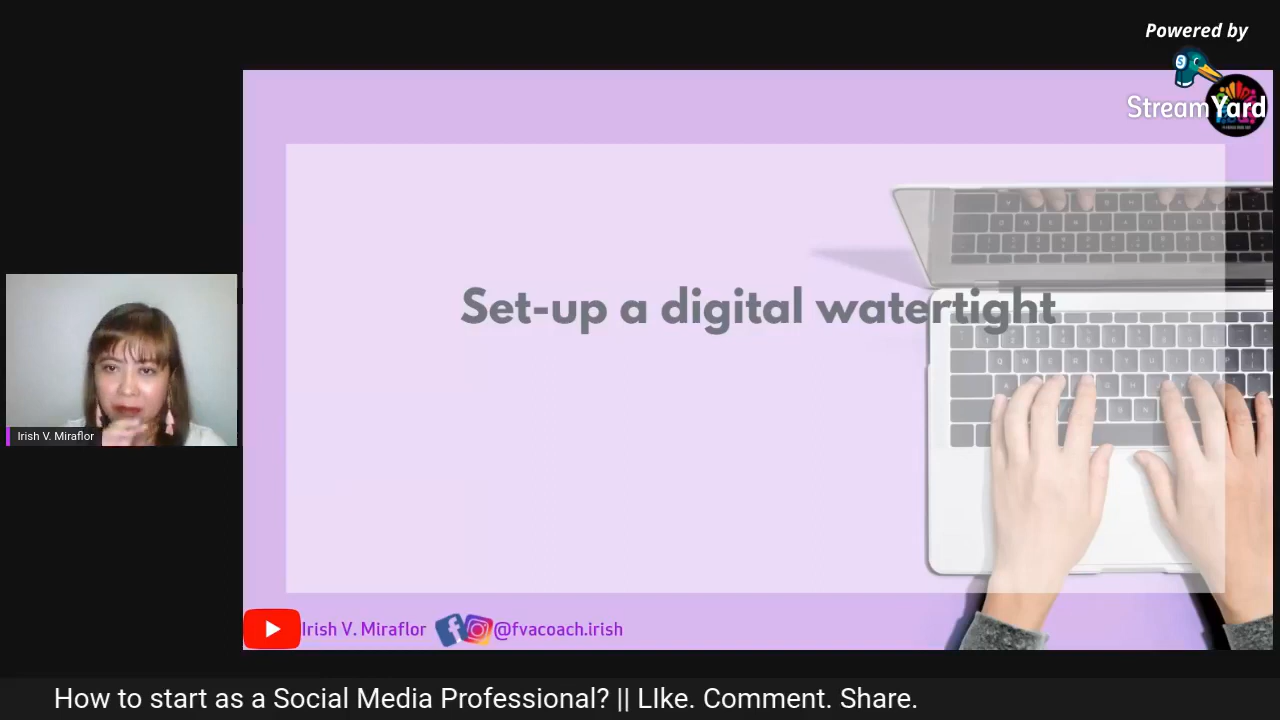 Powered by
StreamYard
Set-up a digital watertight
Irish V. Miraflor
Irish V. Miraflor @fvacoach.irish
How to start as a Social Media Professional? || LIke. Comment. Share.